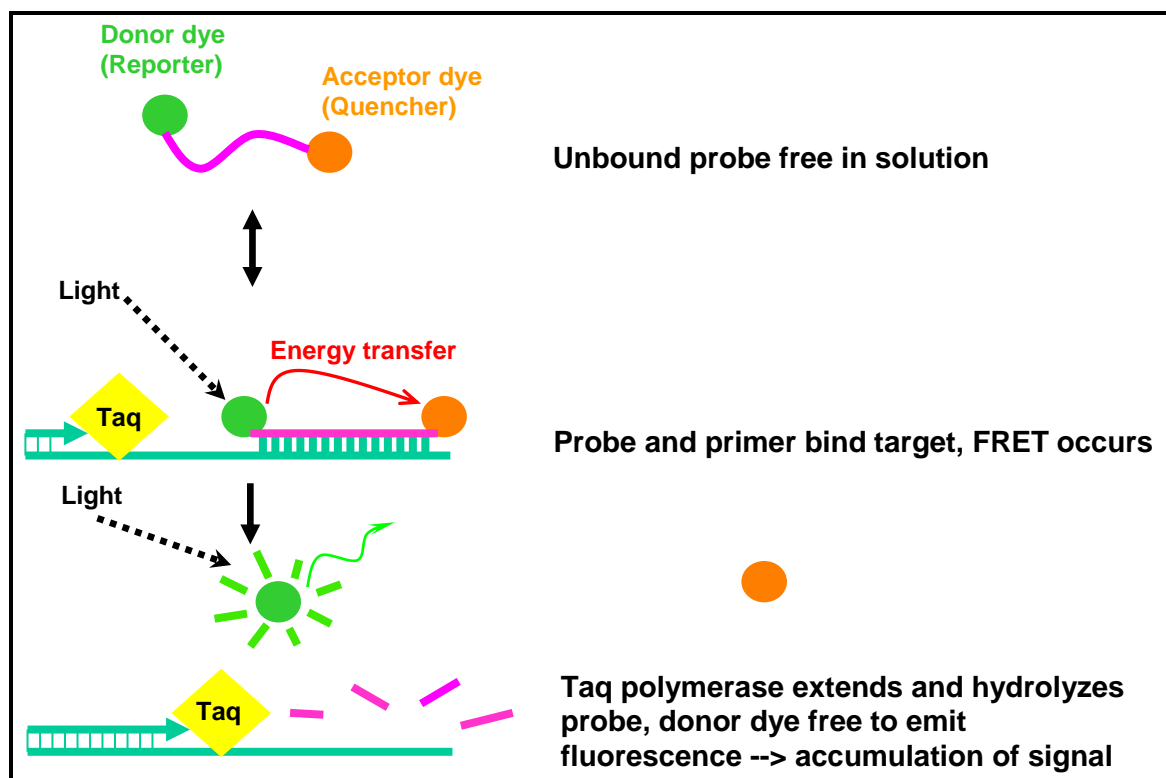 Donor dye
(Reporter)
Acceptor dye
(Quencher)
Unbound probe free in solution
Light
Energy transfer
Taq
Probe and primer bind target, FRET occurs
Light
Taq
Taq polymerase extends and hydrolyzes
probe, donor dye free to emit
fluorescence --> accumulation of signal